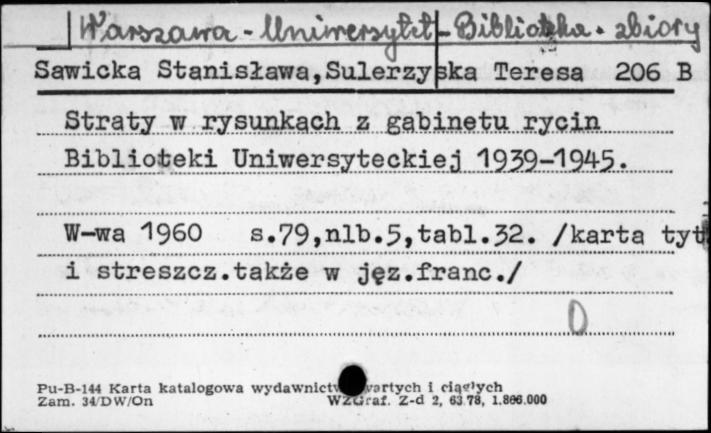 Warszawa - Uniwersytet - Biblioteka - zbiory
Sawicka Stanisława,Sulerzyska Teresa 206 B
Straty w rysunkach z gabinetu rycin
Biblioteki Uniwersyteckiej 1939-1945.
W-wa 1960 s.79,nlb.5,tabl.32. /karta tyt
i streszcz.także w jęz.franc./
Pu-B-144 Karta katalogowa wydawnictw zwartych i ciągłych
Zam. 34/DW/On WZGraf. Z-d 2, 63 78, 1.866.000